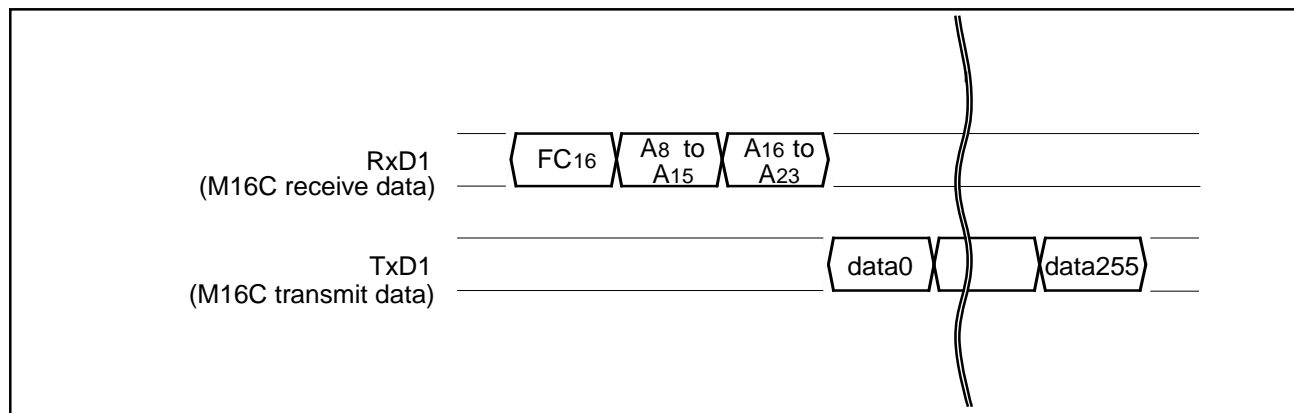 RxD1
(M16C receive data)
FC16
A8 to
A15
A16 to
A23
TxD1
(M16C transmit data)
data0
data255